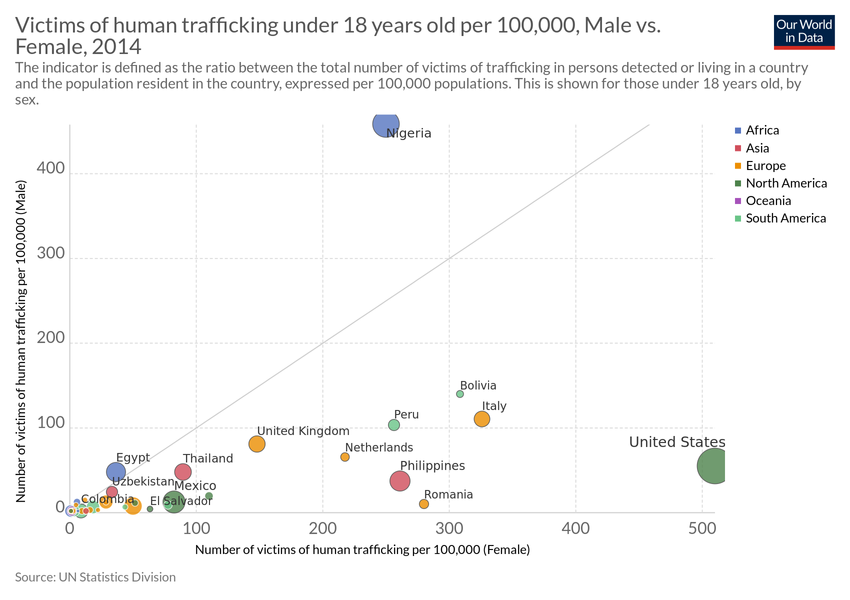 Victims of human trafficking under 18 years old per 100,000, Male vs.
Female, 2014
Our World
in Data
The indicator is defined as the ratio between the total number of victims of trafficking in persons detected or living in a country
and the population resident in the country, expressed per 100,000 populations. This is shown for those under 18 years old, by
sex.
Number of victims of human trafficking per 100,000 (Male)
400
300
200
100
0
Nigeria
Bolivia
Italy
Peru
United Kingdom
United States
Netherlands
Egypt
Thailand
Philippines
Uzbekistan
Mexico
Romania
Colombia
El Salvador
0
100
200
300
400
500
Number of victims of human trafficking per 100,000 (Female)
Africa
Asia
Europe
North America
Oceania
South America
Source: UN Statistics Division